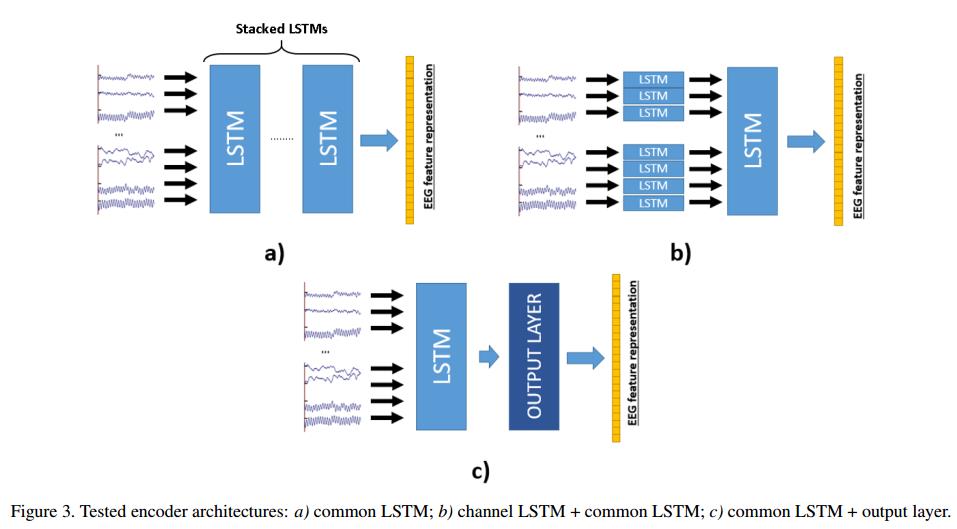 Stacked LSTMs
LSTM
........
LSTM
EEG feature representation
...
a)
LSTM
LSTM
LSTM
...
LSTM
LSTM
LSTM
LSTM
LSTM
EEG feature representation
b)
...
LSTM
OUTPUT LAYER
EEG feature representation
c)
Figure 3. Tested encoder architectures: a) common LSTM; b) channel LSTM + common LSTM; c) common LSTM + output layer.